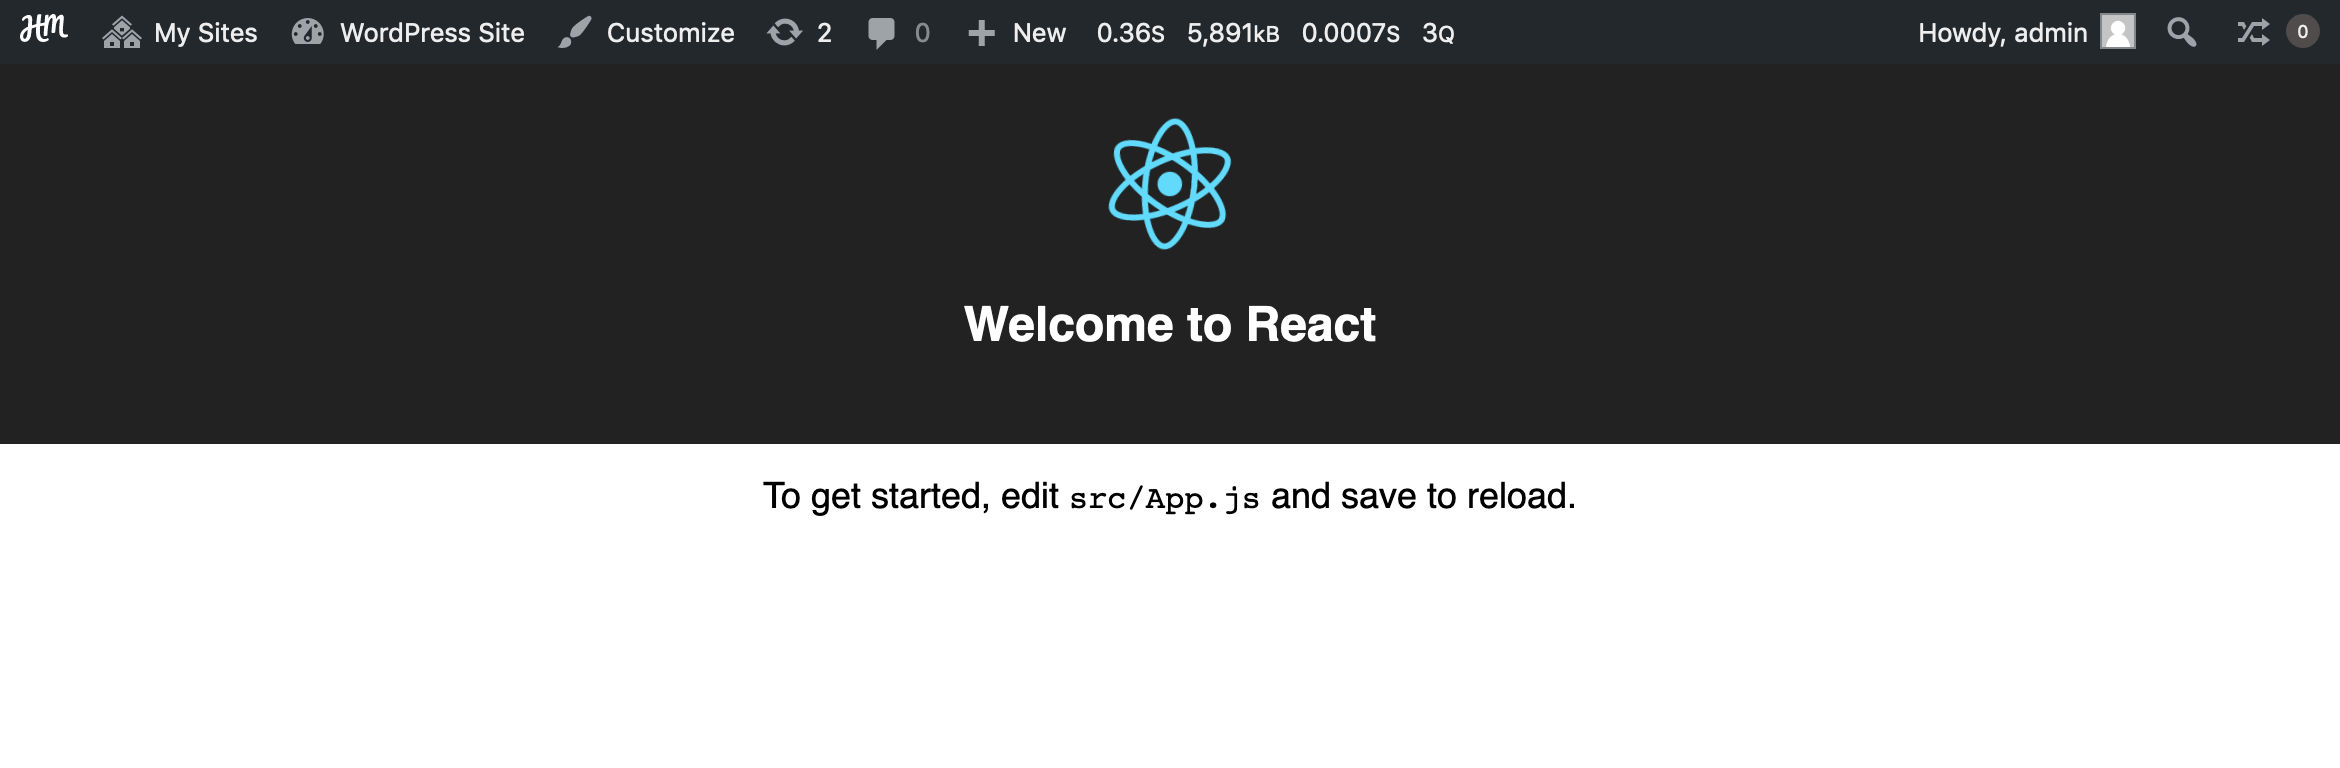 HM My Sites WordPress Site Customize 2 0 New 0.36S 5,891KB 0.0007S 3Q Howdy, admin 0
Welcome to React
To get started, edit src/App.js and save to reload.